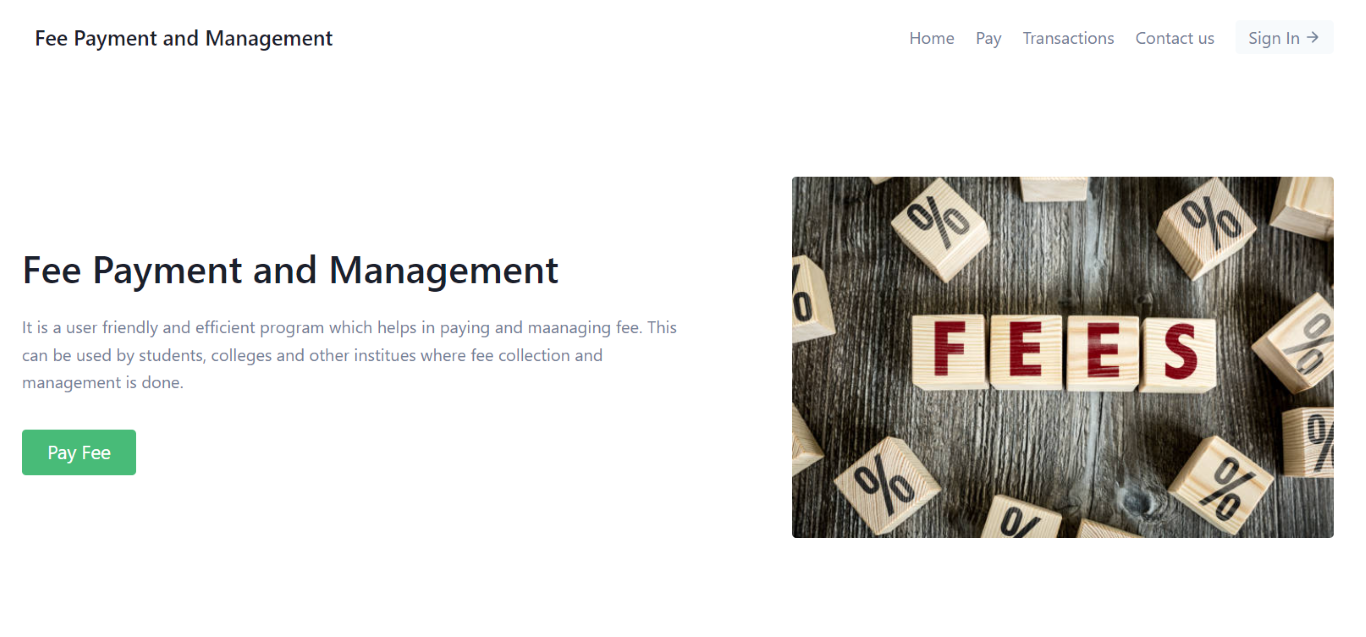 Fee Payment and Management
Home Pay Transactions Contact us Sign In →
Fee Payment and Management
It is a user friendly and efficient program which helps in paying and maanaging fee. This
can be used by students, colleges and other institues where fee collection and
management is done.
Pay Fee
% %
%
FEES
%
%
% %
%